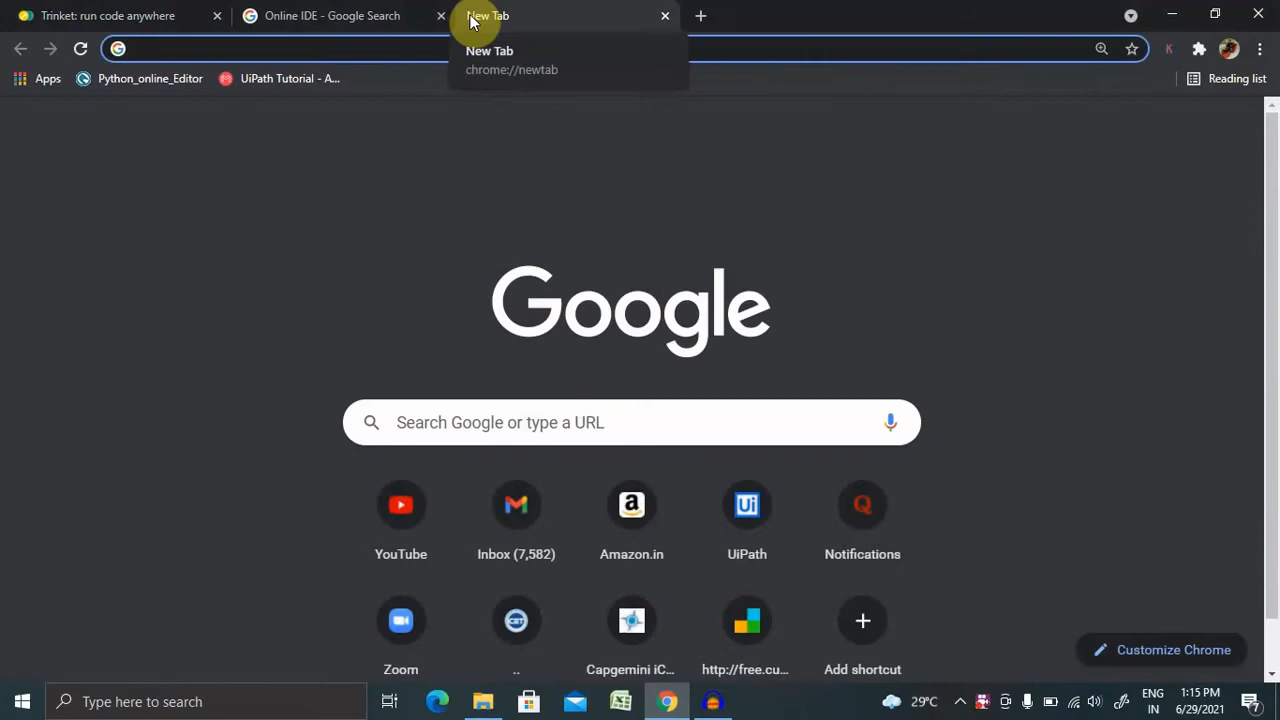 Trinket: run code anywhere
Online IDE - Google Search
New Tab
New Tab
chrome://newtab
Apps
Python_online_Editor
UiPath Tutorial - A...
Reading list
Google
Search Google or type a URL
YouTube
Inbox (7,582)
Amazon.in
UiPath
Notifications
Zoom
..
Capgemini iC...
http://free.cu...
Add shortcut
Customize Chrome
Type here to search
29°C
ENG
IN
1:15 PM
6/29/2021
7